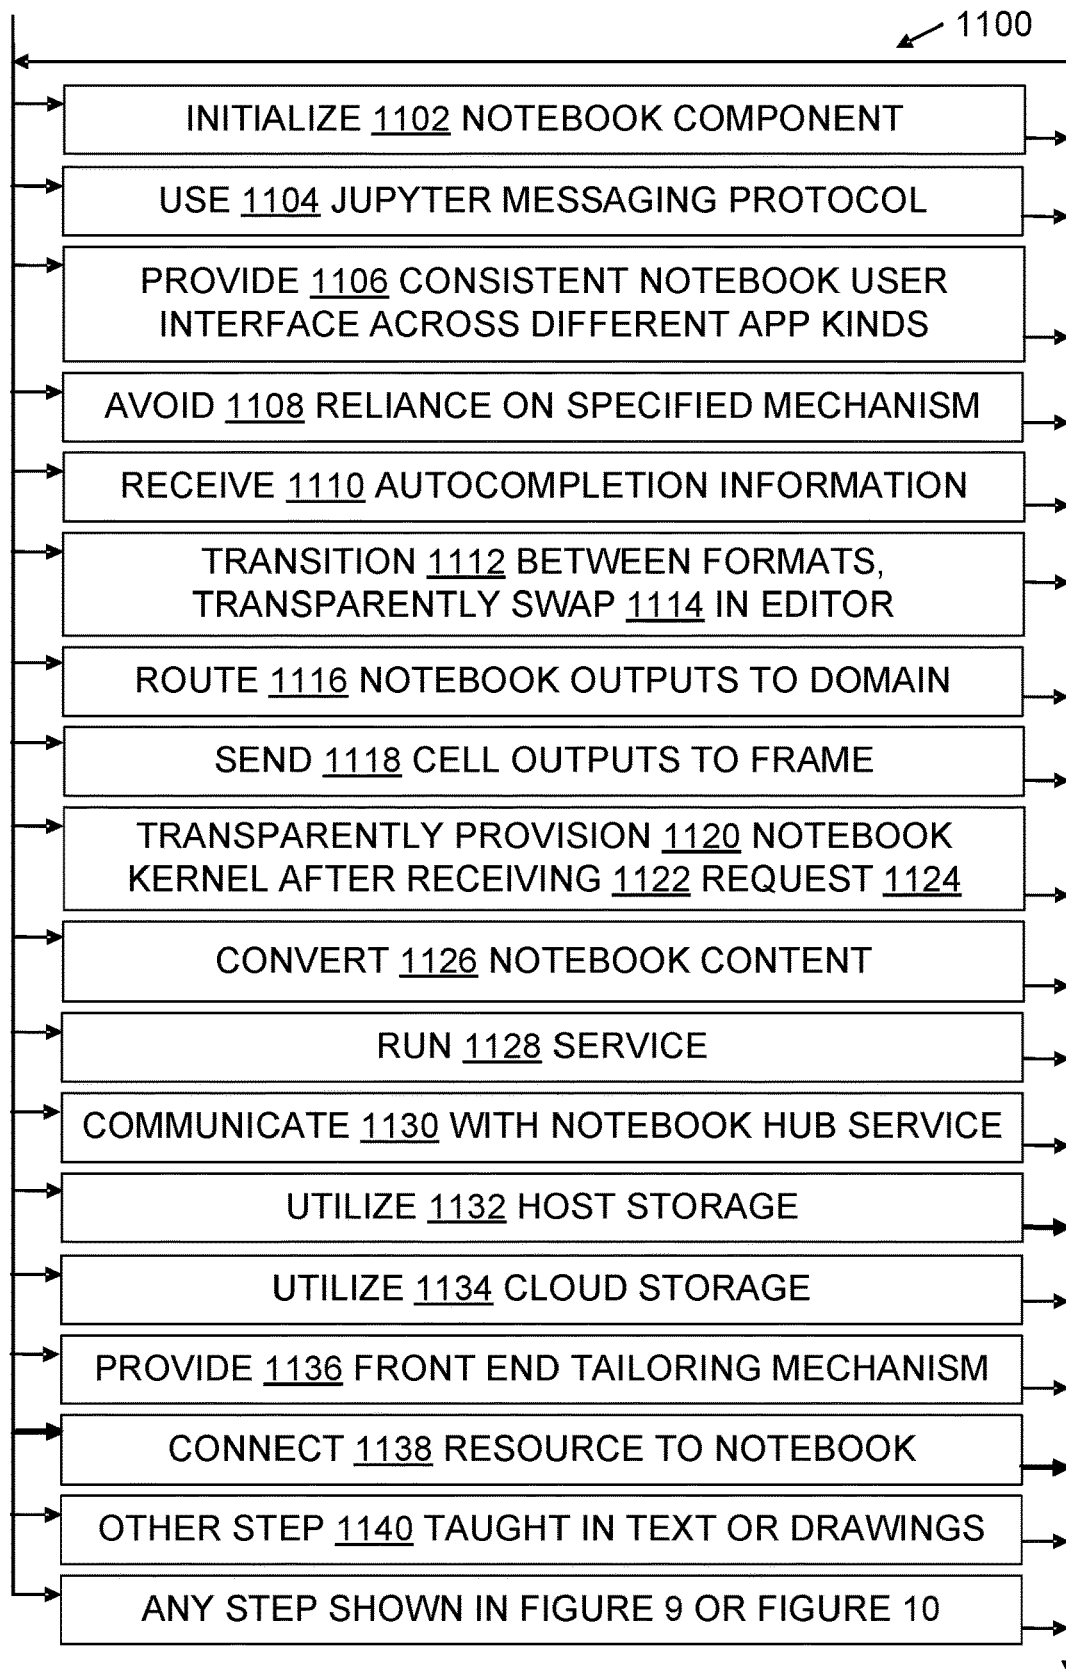 1100
INITIALIZE 1102 NOTEBOOK COMPONENT
USE 1104 JUPYTER MESSAGING PROTOCOL
PROVIDE 1106 CONSISTENT NOTEBOOK USER
INTERFACE ACROSS DIFFERENT APP KINDS
AVOID 1108 RELIANCE ON SPECIFIED MECHANISM
RECEIVE 1110 AUTOCOMPLETION INFORMATION
TRANSITION 1112 BETWEEN FORMATS,
TRANSPARENTLY SWAP 1114 IN EDITOR
ROUTE 1116 NOTEBOOK OUTPUTS TO DOMAIN
SEND 1118 CELL OUTPUTS TO FRAME
TRANSPARENTLY PROVISION 1120 NOTEBOOK
KERNEL AFTER RECEIVING 1122 REQUEST 1124
CONVERT 1126 NOTEBOOK CONTENT
RUN 1128 SERVICE
COMMUNICATE 1130 WITH NOTEBOOK HUB SERVICE
UTILIZE 1132 HOST STORAGE
UTILIZE 1134 CLOUD STORAGE
PROVIDE 1136 FRONT END TAILORING MECHANISM
CONNECT 1138 RESOURCE TO NOTEBOOK
OTHER STEP 1140 TAUGHT IN TEXT OR DRAWINGS
ANY STEP SHOWN IN FIGURE 9 OR FIGURE 10